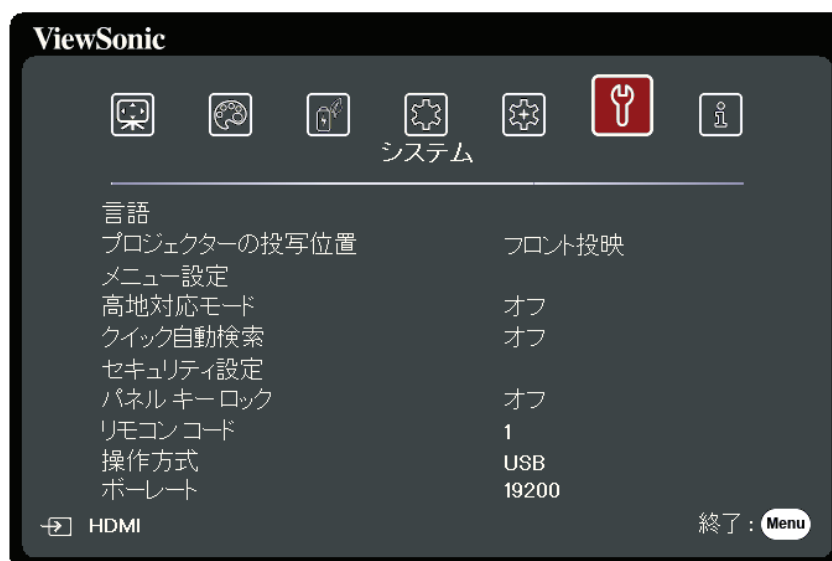 ViewSonic
システム
言語
プロジェクターの投写位置 フロント投映
メニュー設定
高地対応モード オフ
クイック自動検索 オフ
セキュリティ設定
パネル キー ロック オフ
リモコン コード 1
操作方式 USB
ボーレート 19200
HDMI 終了 : Menu